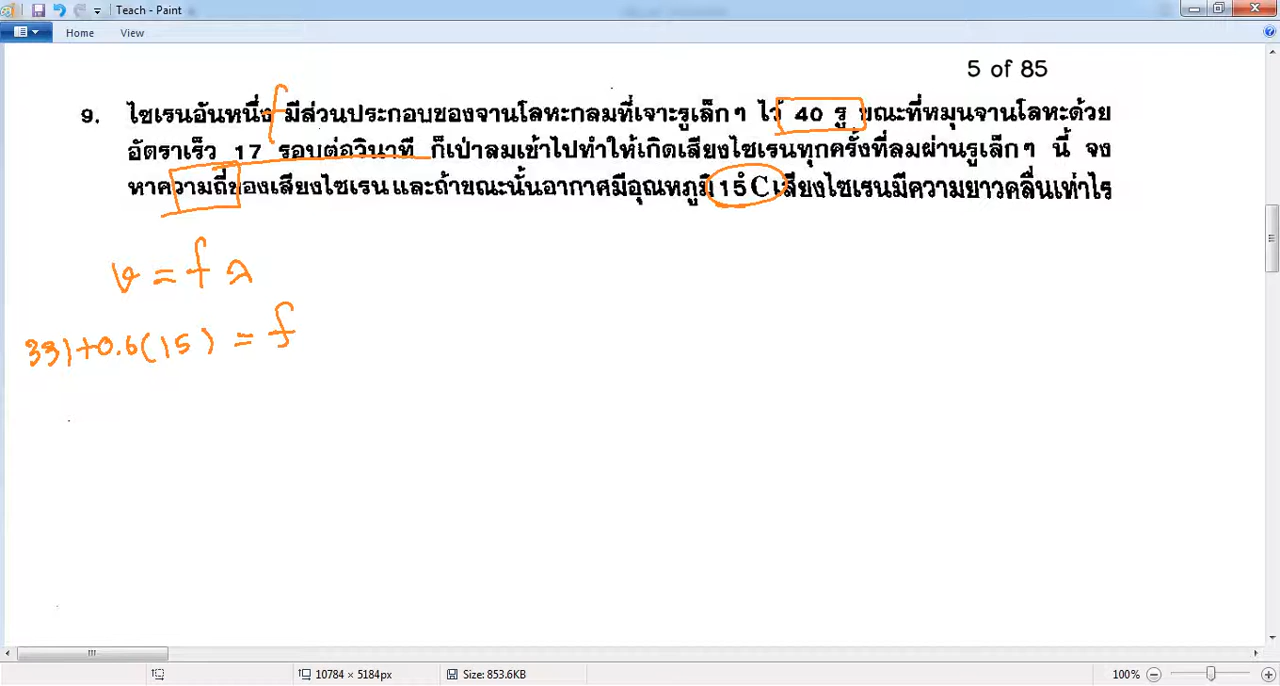 Teach - Paint
Home View
5 of 85
9. ไซเรนอันหนึ่ง มีส่วนประกอบของจานโลหะกลมที่เจาะรูเล็กๆ ไว้ 40 รู ขณะที่หมุนจานโลหะด้วย
อัตราเร็ว 17 รอบต่อวินาที ก็เป่าลมเข้าไปทำให้เกิดเสียงไซเรนทุกครั้งที่ลมผ่านรูเล็กๆ นี้ จง
หาความถี่ของเสียงไซเรน และถ้าขณะนั้นอากาศมีอุณหภูมิ 15°C เสียงไซเรนมีความยาวคลื่นเท่าไร
f
v = f λ
331+0.6(15) = f
10784 × 5184px Size: 853.6KB 100%